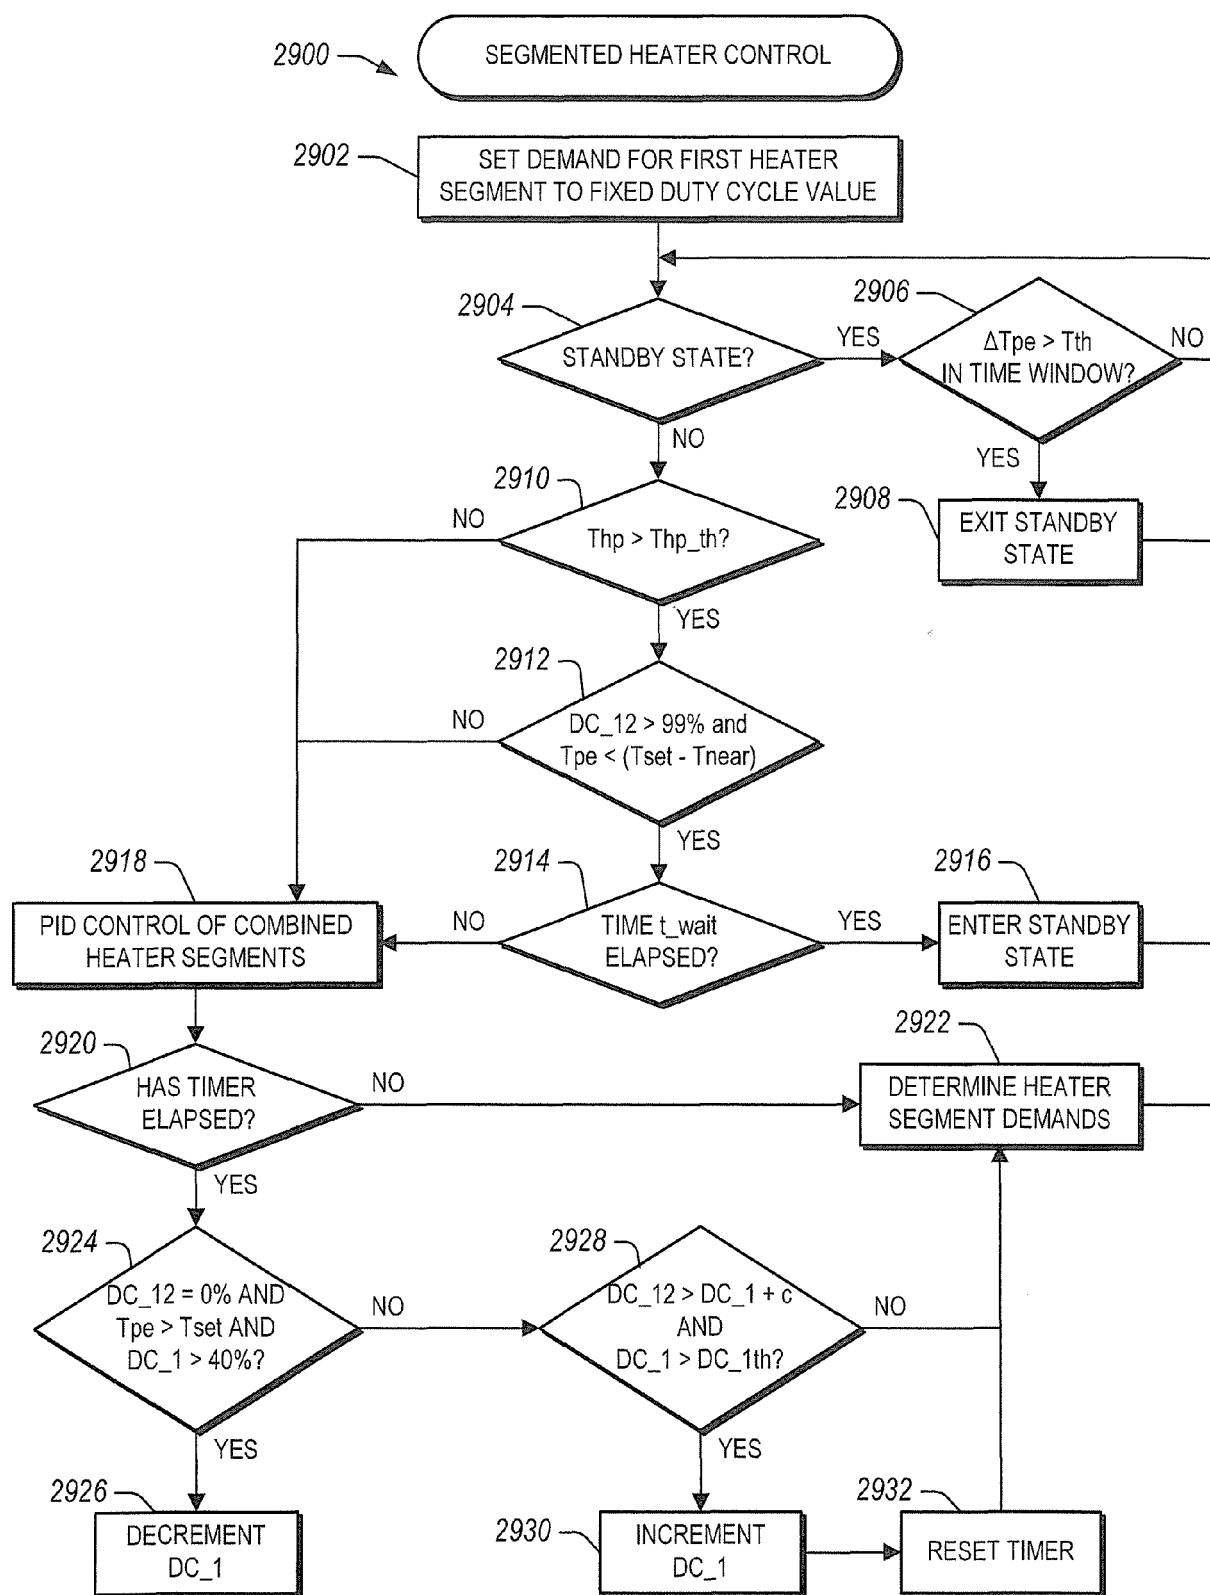 2900
SEGMENTED HEATER CONTROL
2902
SET DEMAND FOR FIRST HEATER
SEGMENT TO FIXED DUTY CYCLE VALUE
2904
STANDBY STATE?
YES
NO
2906
ΔTpe > Tth
IN TIME WINDOW?
NO
YES
2908
EXIT STANDBY
STATE
2910
Thp > Thp_th?
NO
YES
2912
DC_12 > 99% and
Tpe < (Tset - Tnear)
NO
YES
2914
TIME t_wait
ELAPSED?
NO
YES
2916
ENTER STANDBY
STATE
2918
PID CONTROL OF COMBINED
HEATER SEGMENTS
2920
HAS TIMER
ELAPSED?
NO
YES
2922
DETERMINE HEATER
SEGMENT DEMANDS
2924
DC_12 = 0% AND
Tpe > Tset AND
DC_1 > 40%?
NO
YES
2926
DECREMENT
DC_1
2928
DC_12 > DC_1 + c
AND
DC_1 > DC_1th?
NO
YES
2930
INCREMENT
DC_1
2932
RESET TIMER